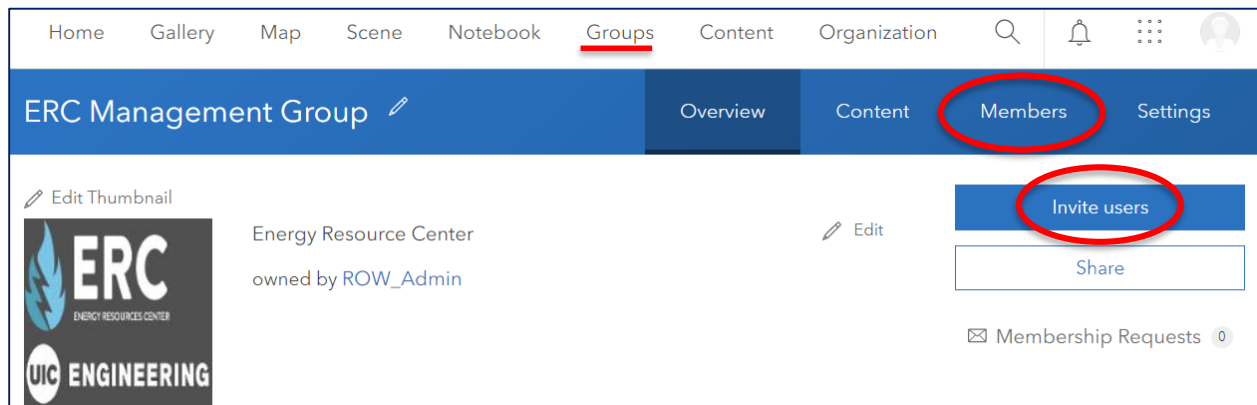 Home Gallery Map Scene Notebook Groups Content Organization
ERC Management Group Overview Content Members Settings
Edit Thumbnail
Invite users
Energy Resource Center Edit
owned by ROW_Admin
Share
Membership Requests 0
ERC
ENERGY RESOURCES CENTER
UIC ENGINEERING